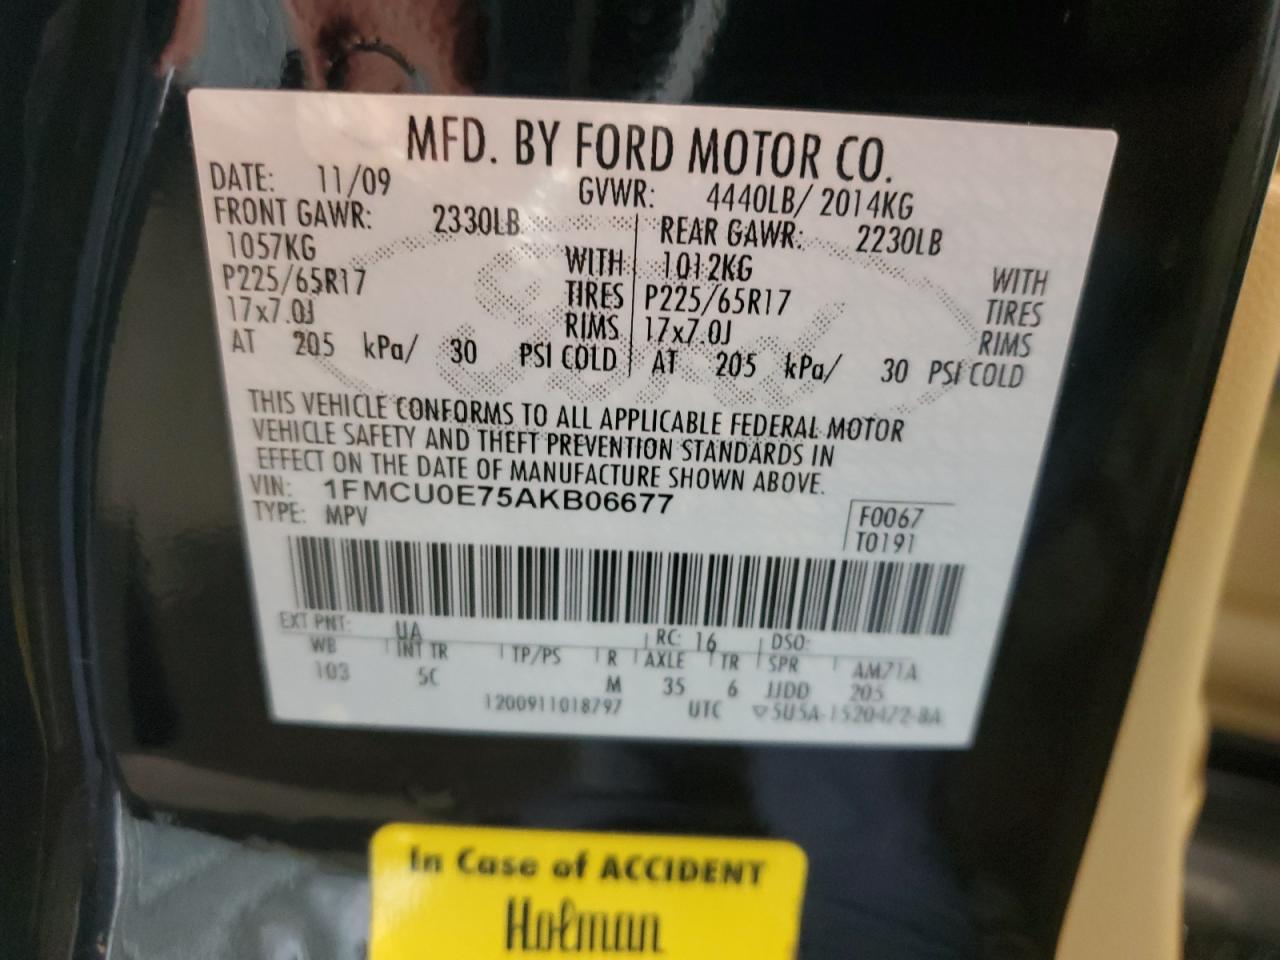 MFD. BY FORD MOTOR CO.
DATE: 11/09 GVWR: 4440LB/ 2014KG
FRONT GAWR: 2330LB REAR GAWR: 2230LB
1057KG WITH 1012KG WITH
P225/65R17 TIRES P225/65R17 TIRES
17x7.0J RIMS 17x7.0J RIMS
AT 205 kPa/ 30 PSI COLD AT 205 kPa/ 30 PSI COLD
THIS VEHICLE CONFORMS TO ALL APPLICABLE FEDERAL MOTOR
VEHICLE SAFETY AND THEFT PREVENTION STANDARDS IN
EFFECT ON THE DATE OF MANUFACTURE SHOWN ABOVE.
VIN: 1FMCU0E75AKB06677
TYPE: MPV
F0067
T0191
EXT PNT: UA RC: 16 DSO:
WB INT TR TP/PS R AXLE TR SPR AM71A
103 5C M 35 6 JJDD 205
1200911018797 UTC ▽5U5A-1520472-BA
In Case of ACCIDENT
Holman